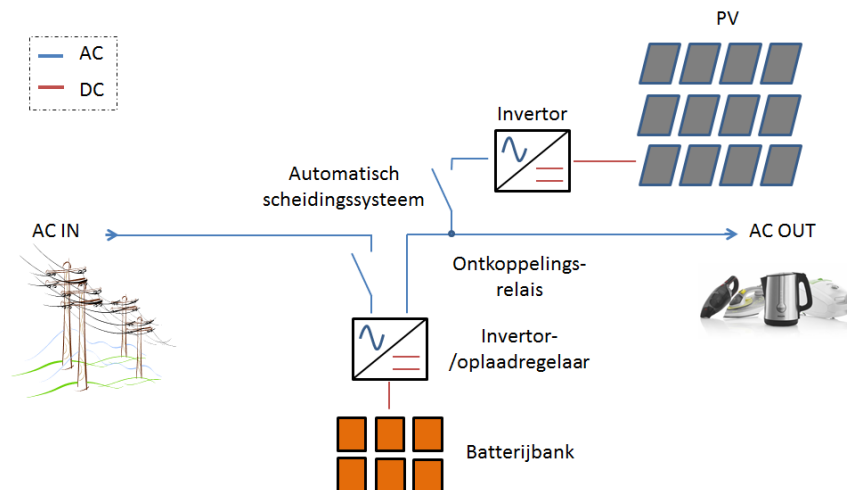 PV
AC
DC
Invertor
Automatisch
scheidingssysteem
AC IN
AC OUT
Ontkoppelings-
relais
Invertor-
/oplaadregelaar
Batterijbank